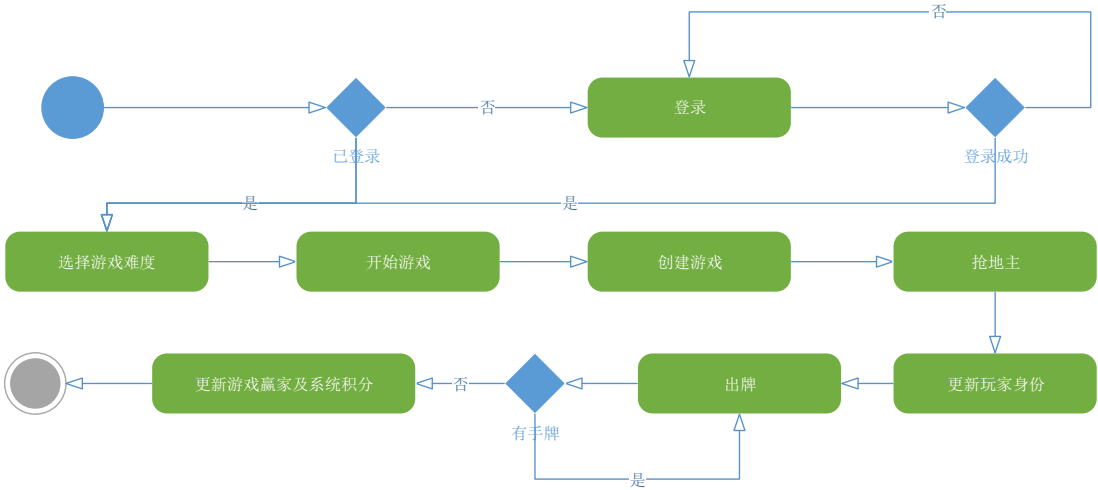 否
否
登录
已登录
登录成功
是
是
选择游戏难度
开始游戏
创建游戏
抢地主
更新游戏赢家及系统积分
否
出牌
更新玩家身份
有手牌
是